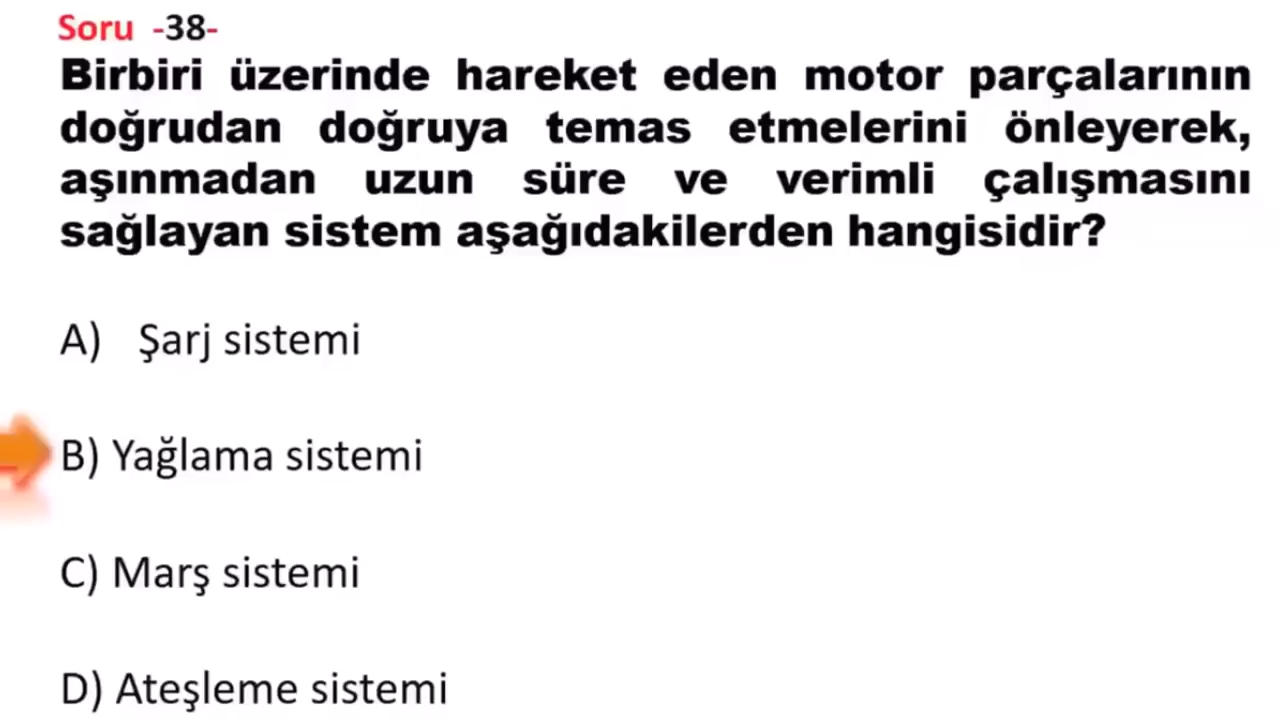 Soru -38-
Birbiri üzerinde hareket eden motor parçalarının
doğrudan doğruya temas etmelerini önleyerek,
aşınmadan uzun süre ve verimli çalışmasını
sağlayan sistem aşağıdakilerden hangisidir?
A) Şarj sistemi
B) Yağlama sistemi
C) Marş sistemi
D) Ateşleme sistemi